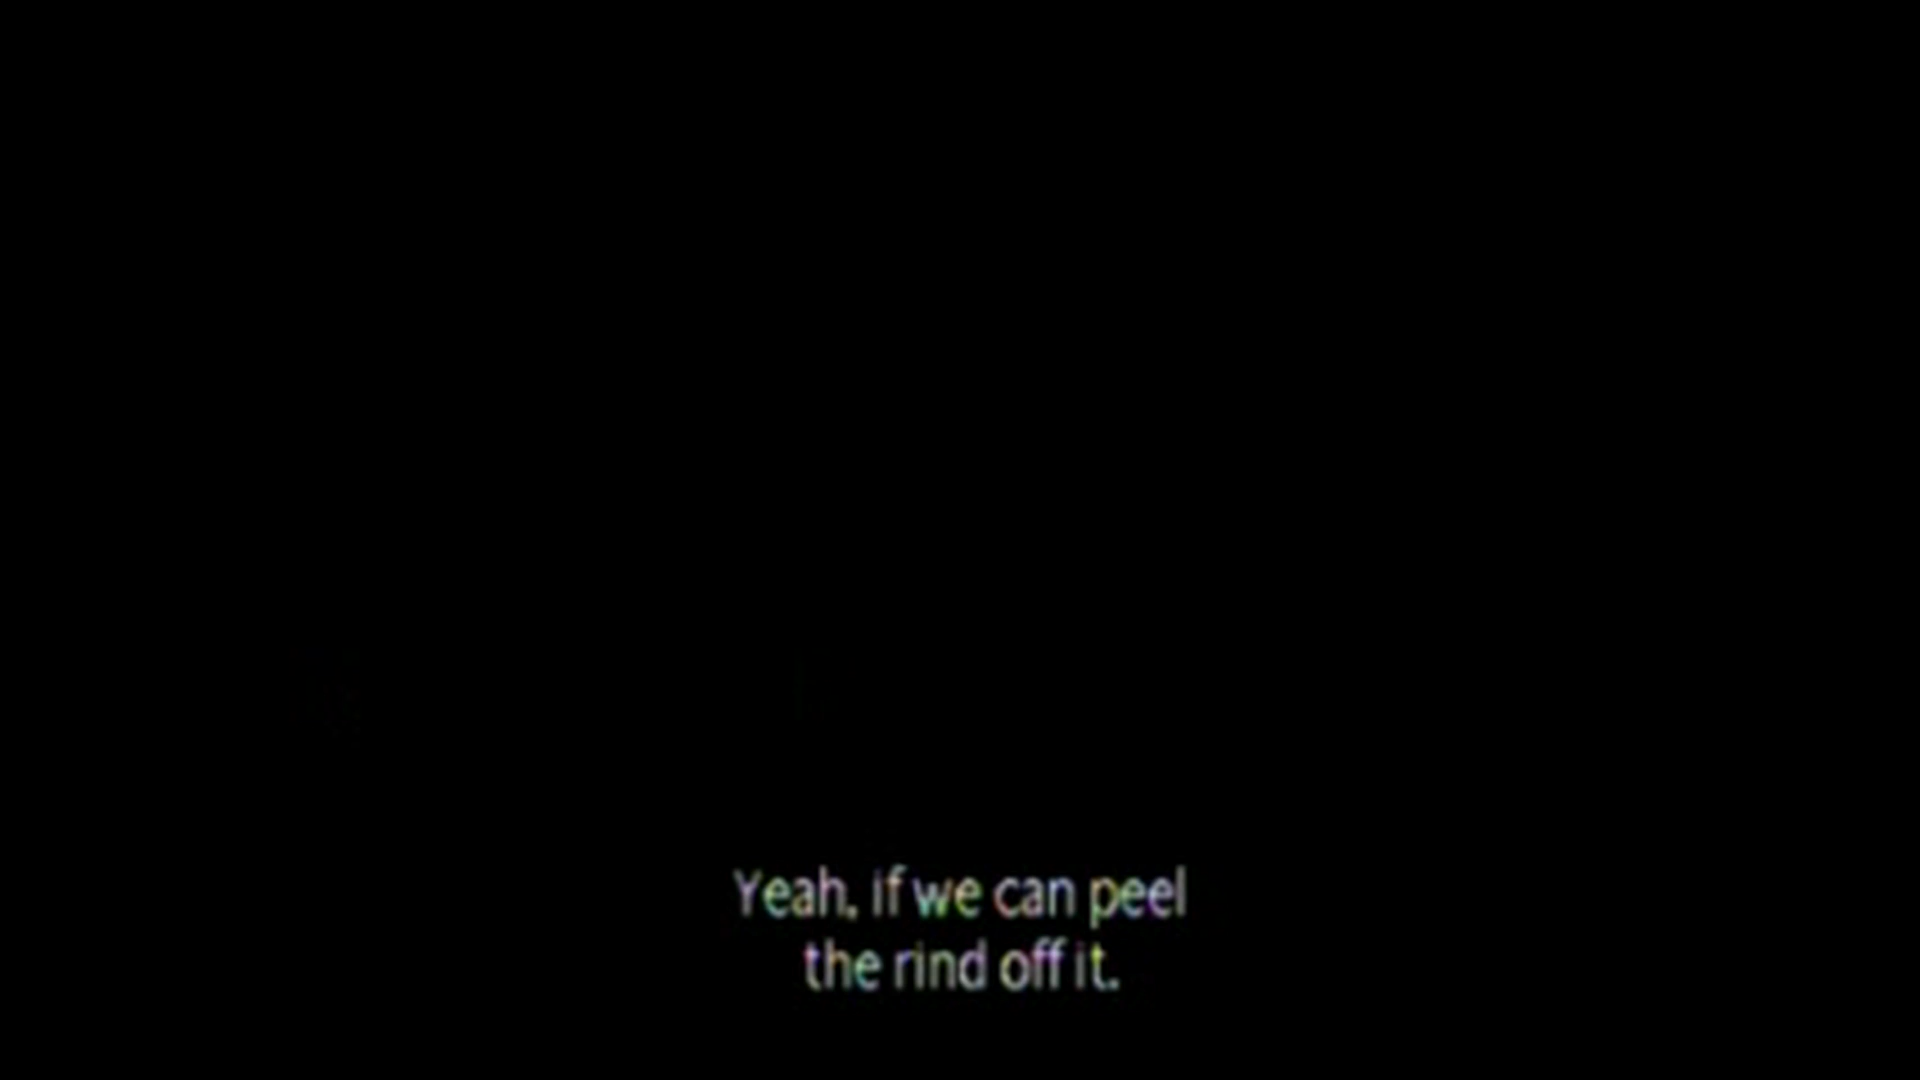 Yeah, if we can peel
the rind off it.